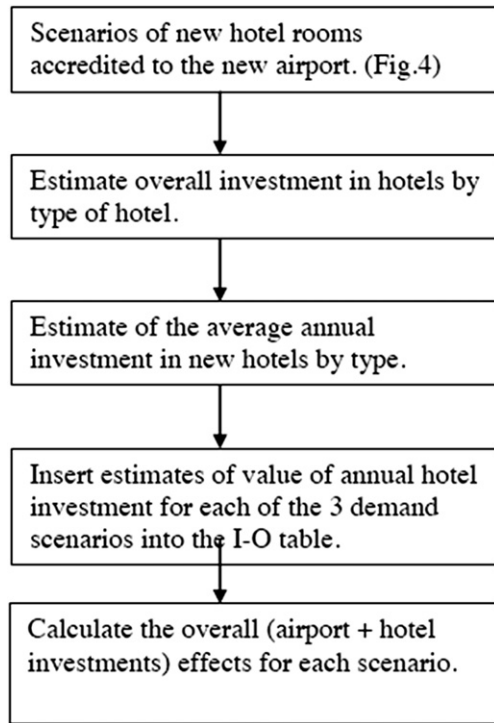 Scenarios of new hotel rooms
accredited to the new airport. (Fig.4)
Estimate overall investment in hotels by
type of hotel.
Estimate of the average annual
investment in new hotels by type.
Insert estimates of value of annual hotel
investment for each of the 3 demand
scenarios into the I-O table.
Calculate the overall (airport + hotel
investments) effects for each scenario.